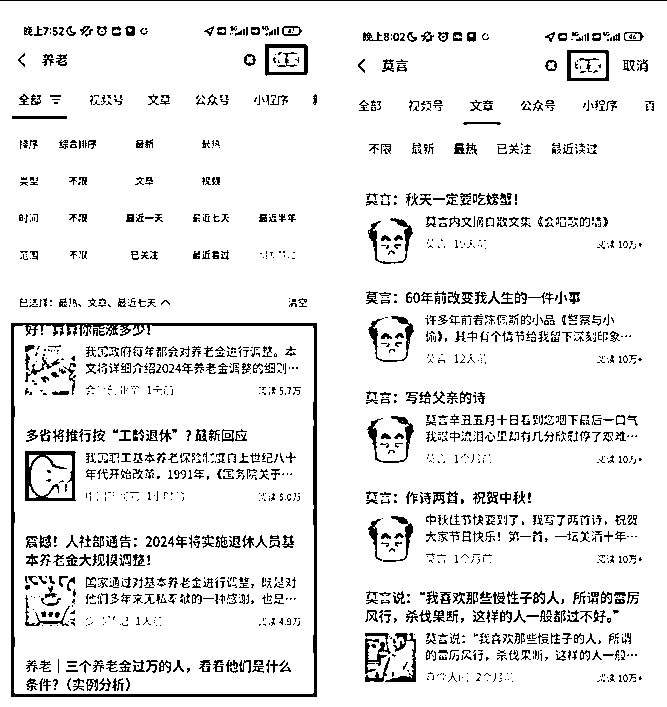 晚上7:52
养老
全部 视频号 文章 公众号 小程序
排序 综合排序 最新 最热
类型 不限 文章 视频
时间 不限 最近一天 最近七天 最近半年
范围 不限 已关注 最近看过
已选择：最热、文章、最近七天 清空
好！算算你能涨多少！
我国政府每年都会对养老金进行调整。本
文将详细介绍2024年养老金调整的细则…
1天前 阅读 5.7万
多省将推行按“工龄退休”? 最新回应
我国职工基本养老保险制度自上世纪八十
年代开始改革，1991年，《国务院关于…
阅读 5.0万
震撼！人社部通告：2024年将实施退休人员基
本养老金大规模调整！
国家通过对基本养老金进行调整，既是对
他们多年来无私奉献的一种感谢，也是…
1天前 阅读 4.9万
养老｜三个养老金过万的人，看看他们是什么
条件？（实例分析）
晚上8:02
莫言 取消
全部 视频号 文章 公众号 小程序 百
不限 最新 最热 已关注 最近读过
莫言：秋天一定要吃螃蟹！
莫言内文摘自散文集《会唱歌的墙》
莫言 阅读 10万+
莫言：60年前改变我人生的一件小事
许多年前看陈佩斯的小品《警察与小
偷》，其中有个情节给我留下深刻印象…
莫言 12天前 阅读 10万+
莫言：写给父亲的诗
莫言辛丑五月十日看到您咽下最后一口气
我眼中流泪心里却有几分欣慰停了艰难…
莫言 1个月前 阅读 10万+
莫言：作诗两首，祝贺中秋！
中秋佳节快要到了，我写了两首诗，祝贺
大家节日快乐！第一首，一坛美酒十年…
莫言 1个月前 阅读 10万+
莫言说：“我喜欢那些慢性子的人，所谓的雷厉
风行，杀伐果断，这样的人一般都过不好。”
莫言说：“我喜欢那些慢性子的人，所谓
的雷厉风行，杀伐果断，这样的人一般…
2个月前 阅读 10万+